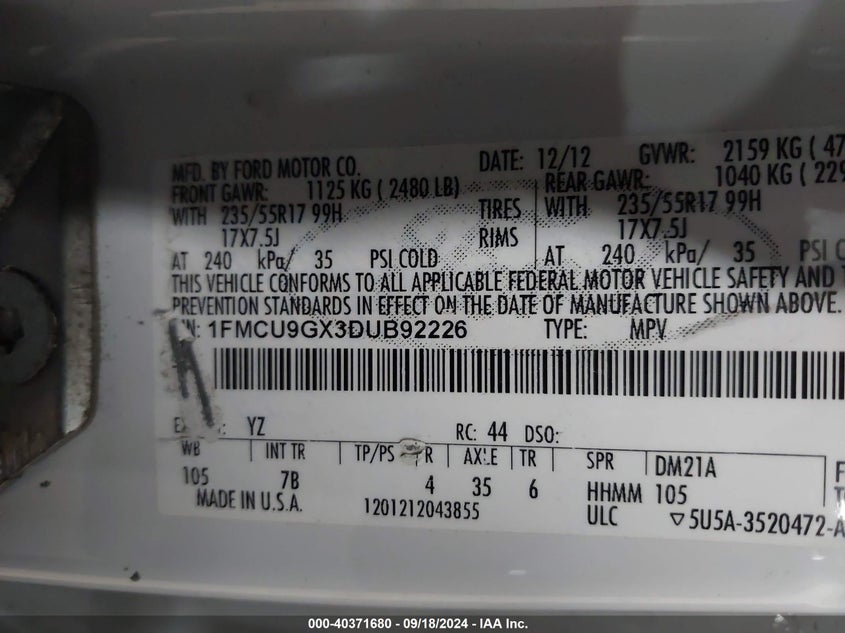 MFD. BY FORD MOTOR CO. DATE: 12/12 GVWR: 2159 KG ( 47
FRONT GAWR: 1125 KG ( 2480 LB) REAR GAWR: 1040 KG ( 229
WITH 235/55R17 99H TIRES WITH 235/55R17 99H
17X7.5J RIMS 17X7.5J
AT 240 kPa/ 35 PSI COLD AT 240 kPa/ 35 PSI C
THIS VEHICLE CONFORMS TO ALL APPLICABLE FEDERAL MOTOR VEHICLE SAFETY AND T
PREVENTION STANDARDS IN EFFECT ON THE DATE OF MANUFACTURE SHOWN ABOVE.
1FMCU9GX3DUB92226 TYPE: MPV
YZ RC: 44 DSO:
WB INT TR TP/PS R AXLE TR SPR DM21A F
105 7B 4 35 6 HHMM 105
MADE IN U.S.A. 1201212043855 ULC ▽5U5A-3520472-A
000-40371680 - 09/18/2024 - IAA Inc.